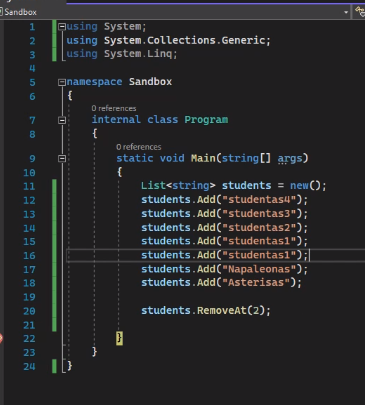 Sandbox
1 using System;
2 using System.Collections.Generic;
3 using System.Linq;
4
5 namespace Sandbox
6 {
0 references
7 internal class Program
8 {
0 references
9 static void Main(string[] args)
10 {
11 List<string> students = new();
12 students.Add("studentas4");
13 students.Add("studentas3");
14 students.Add("studentas2");
15 students.Add("studentas1");
16 students.Add("studentas1");
17 students.Add("Napaleonas");
18 students.Add("Asterisas");
19
20 students.RemoveAt(2);
21
22 }
23 }
24 }